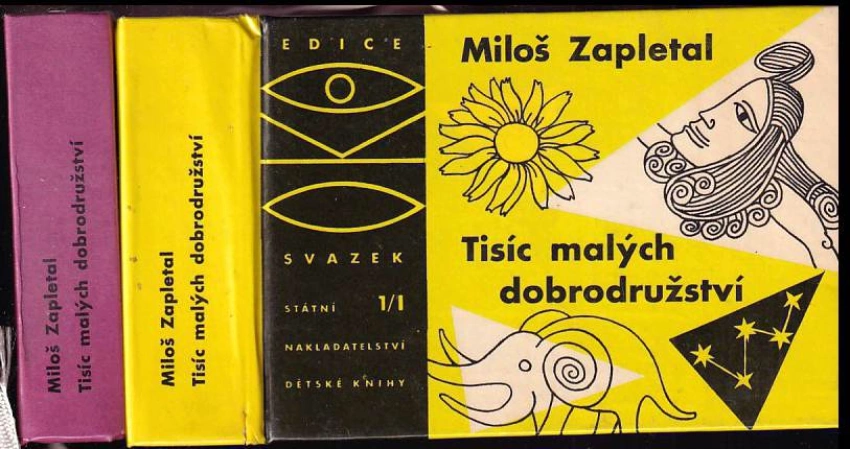 Miloš Zapletal
Tisíc malých dobrodružství
Miloš Zapletal
Tisíc malých dobrodružství
EDICE
OKO
SVAZEK
STÁTNÍ 1/I
NAKLADATELSTVÍ
DĚTSKÉ KNIHY
Miloš Zapletal
Tisíc malých
dobrodružství